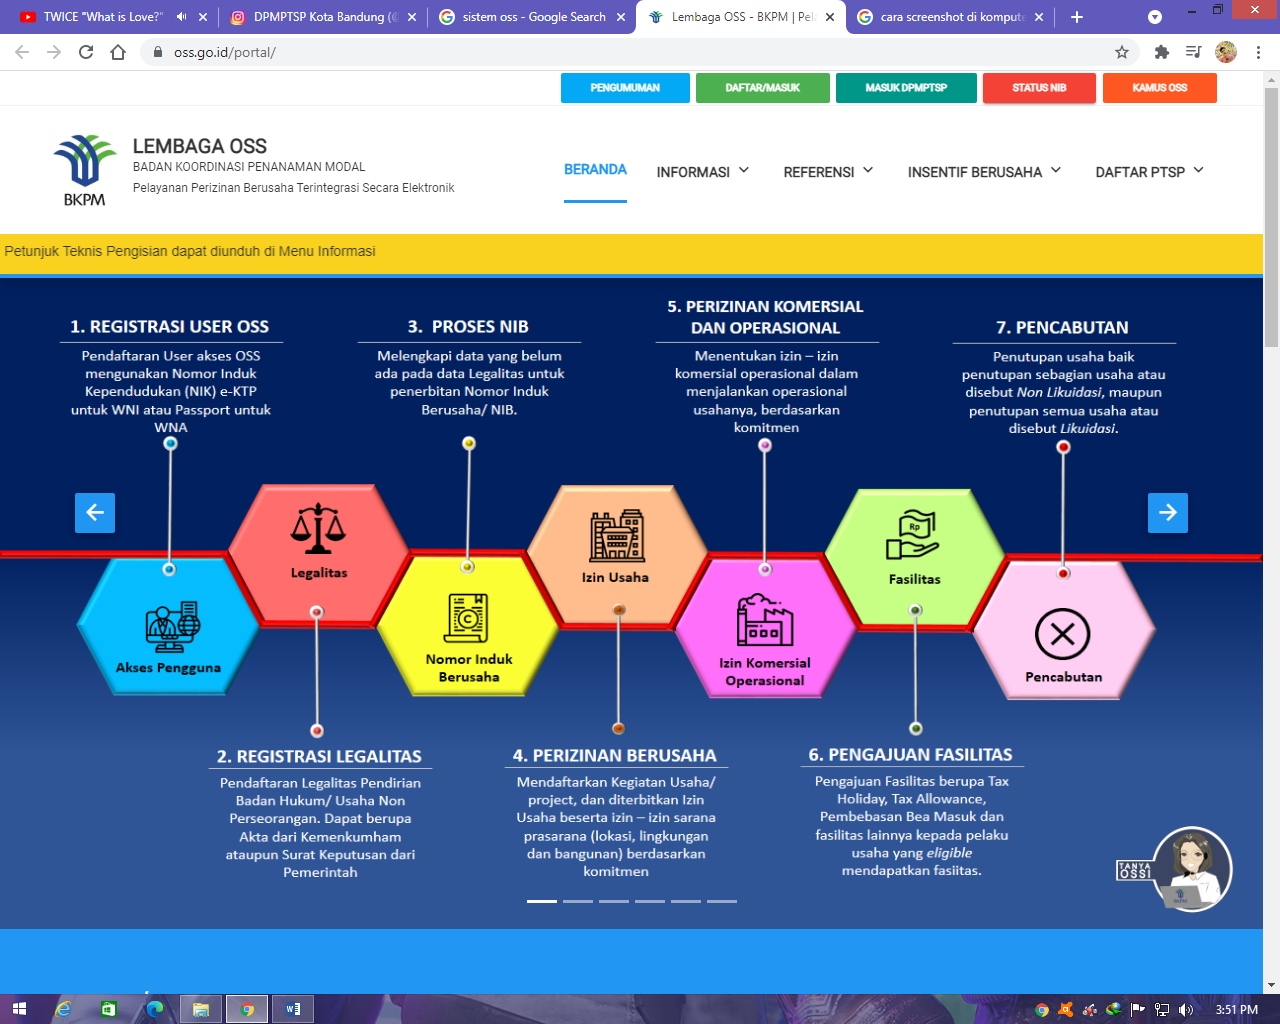 TWICE "What is Love?"
DPMPTSP Kota Bandung (@
sistem oss - Google Search
Lembaga OSS - BKPM | Pela
cara screenshot di kompute
oss.go.id/portal/
PENGUMUMAN
DAFTAR/MASUK
MASUK DPMPTSP
STATUS NIB
KAMUS OSS
BKPM
LEMBAGA OSS
BADAN KOORDINASI PENANAMAN MODAL
Pelayanan Perizinan Berusaha Terintegrasi Secara Elektronik
BERANDA
INFORMASI
REFERENSI
INSENTIF BERUSAHA
DAFTAR PTSP
Petunjuk Teknis Pengisian dapat diunduh di Menu Informasi
1. REGISTRASI USER OSS
Pendaftaran User akses OSS
mengunakan Nomor Induk
Kependudukan (NIK) e-KTP
untuk WNI atau Passport untuk
WNA
3. PROSES NIB
Melengkapi data yang belum
ada pada data Legalitas untuk
penerbitan Nomor Induk
Berusaha/ NIB.
5. PERIZINAN KOMERSIAL
DAN OPERASIONAL
Menentukan izin – izin
komersial operasional dalam
menjalankan operasional
usahanya, berdasarkan
komitmen
7. PENCABUTAN
Penutupan usaha baik
penutupan sebagian usaha atau
disebut Non Likuidasi, maupun
penutupan semua usaha atau
disebut Likuidasi.
Akses Pengguna
Legalitas
Nomor Induk
Berusaha
Izin Usaha
Izin Komersial
Operasional
Rp
Fasilitas
Pencabutan
2. REGISTRASI LEGALITAS
Pendaftaran Legalitas Pendirian
Badan Hukum/ Usaha Non
Perseorangan. Dapat berupa
Akta dari Kemenkumham
ataupun Surat Keputusan dari
Pemerintah
4. PERIZINAN BERUSAHA
Mendaftarkan Kegiatan Usaha/
project, dan diterbitkan Izin
Usaha beserta izin – izin sarana
prasarana (lokasi, lingkungan
dan bangunan) berdasarkan
komitmen
6. PENGAJUAN FASILITAS
Pengajuan Fasilitas berupa Tax
Holiday, Tax Allowance,
Pembebasan Bea Masuk dan
fasilitas lainnya kepada pelaku
usaha yang eligible
mendapatkan fasiitas.
TANYA
OSSI
BKPM
3:51 PM